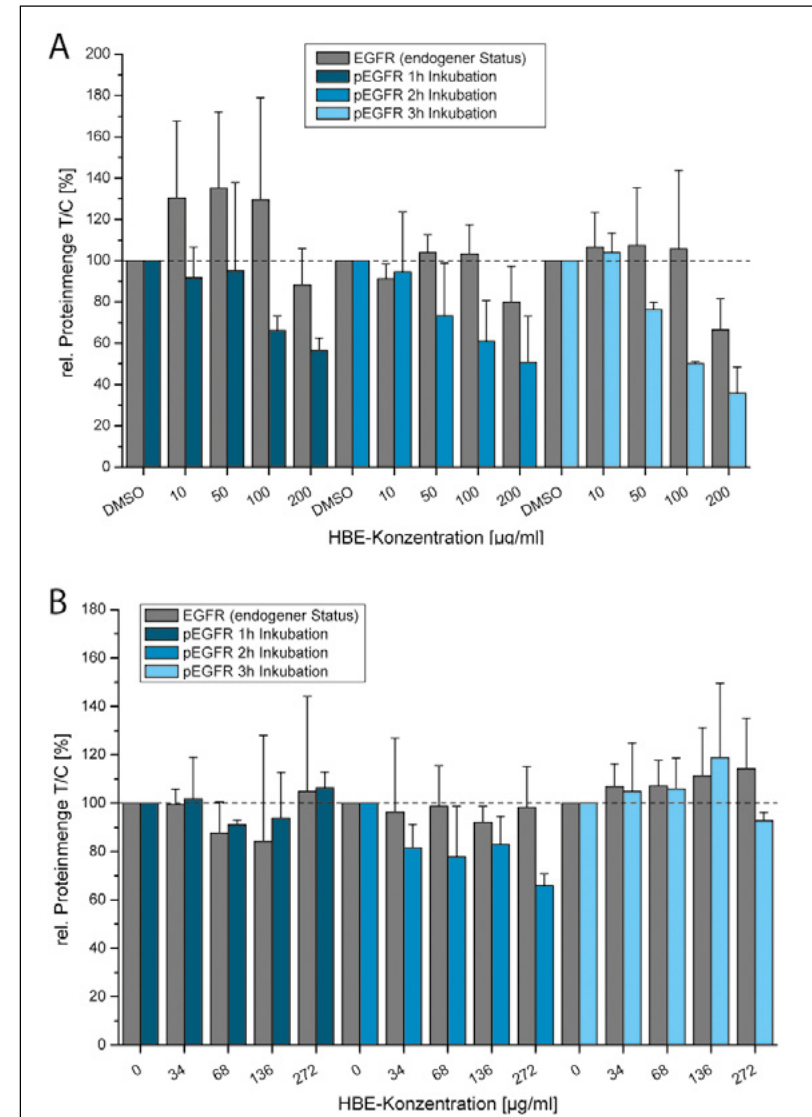 A
200
180
160
140
120
100
80
60
40
20
0
rel. Proteinmenge T/C [%]
EGFR (endogener Status)
pEGFR 1h Inkubation
pEGFR 2h Inkubation
pEGFR 3h Inkubation
DMSO 10 50 100 200 DMSO 10 50 100 200 DMSO 10 50 100 200
HBE-Konzentration [µg/ml]
B
180
160
140
120
100
80
60
40
20
0
rel. Proteinmenge T/C [%]
EGFR (endogener Status)
pEGFR 1h Inkubation
pEGFR 2h Inkubation
pEGFR 3h Inkubation
0 34 68 136 272 0 34 68 136 272 0 34 68 136 272
HBE-Konzentration [µg/ml]